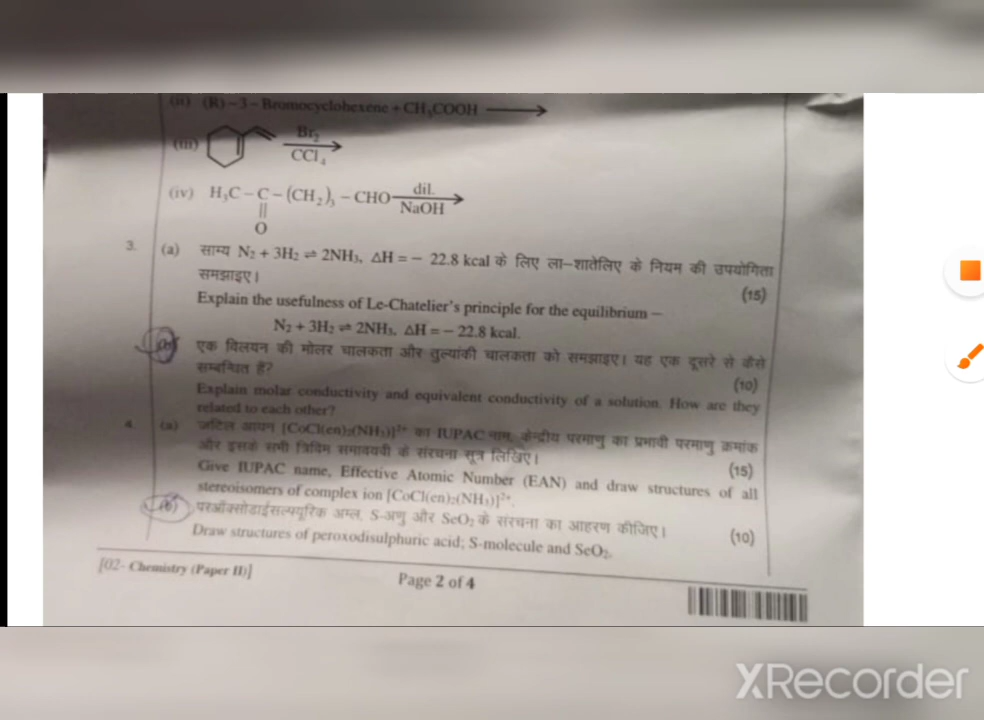 (ii) (R)-3-Bromocyclohexene + CH₃COOH ⟶
(iii) Br₂
CCl₄
(iv) H₃C – C – (CH₂)₃ – CHO dil.
NaOH
O
3. (a) साम्य N₂ + 3H₂ ⇌ 2NH₃, ΔH = – 22.8 kcal के लिए ला-शातेलिए के नियम की उपयोगिता
समझाइए। (15)
Explain the usefulness of Le-Chatelier's principle for the equilibrium –
N₂ + 3H₂ ⇌ 2NH₃, ΔH = – 22.8 kcal.
(b) एक विलयन की मोलर चालकता और तुल्यांकी चालकता को समझाइए। यह एक दूसरे से कैसे
सम्बन्धित हैं? (10)
Explain molar conductivity and equivalent conductivity of a solution. How are they
related to each other?
4. (a) जटिल आयन [CoCl(en)₂(NH₃)]²⁺ का IUPAC नाम, केन्द्रीय परमाणु का प्रभावी परमाणु क्रमांक
और इसके सभी त्रिविम समावयवी के संरचना सूत्र लिखिए। (15)
Give IUPAC name, Effective Atomic Number (EAN) and draw structures of all
stereoisomers of complex ion [CoCl(en)₂(NH₃)]²⁺.
(b) परऑक्सोडाईसल्फ्यूरिक अम्ल, S-अणु और SeO₂ के संरचना का आहरण कीजिए। (10)
Draw structures of peroxodisulphuric acid; S-molecule and SeO₂.
[02- Chemistry (Paper II)]
Page 2 of 4
XRecorder